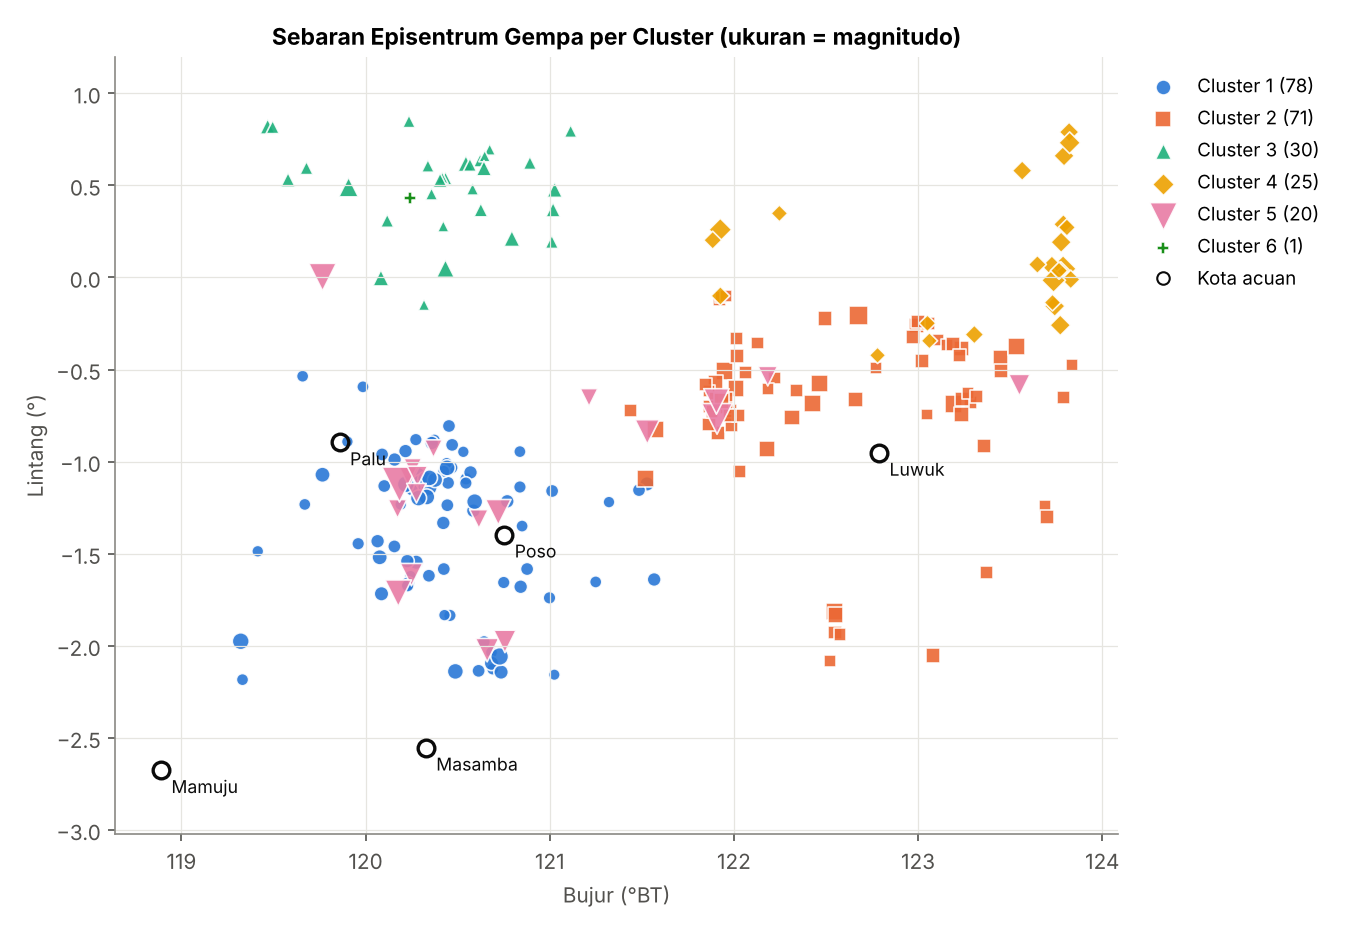 Sebaran Episentrum Gempa per Cluster (ukuran = magnitudo)
Cluster 1 (78)
Cluster 2 (71)
Cluster 3 (30)
Cluster 4 (25)
Cluster 5 (20)
Cluster 6 (1)
Kota acuan
1.0
0.5
0.0
−0.5
−1.0
−1.5
−2.0
−2.5
−3.0
Lintang (°)
Palu
Luwuk
Poso
Masamba
Mamuju
119
120
121
122
123
124
Bujur (°BT)